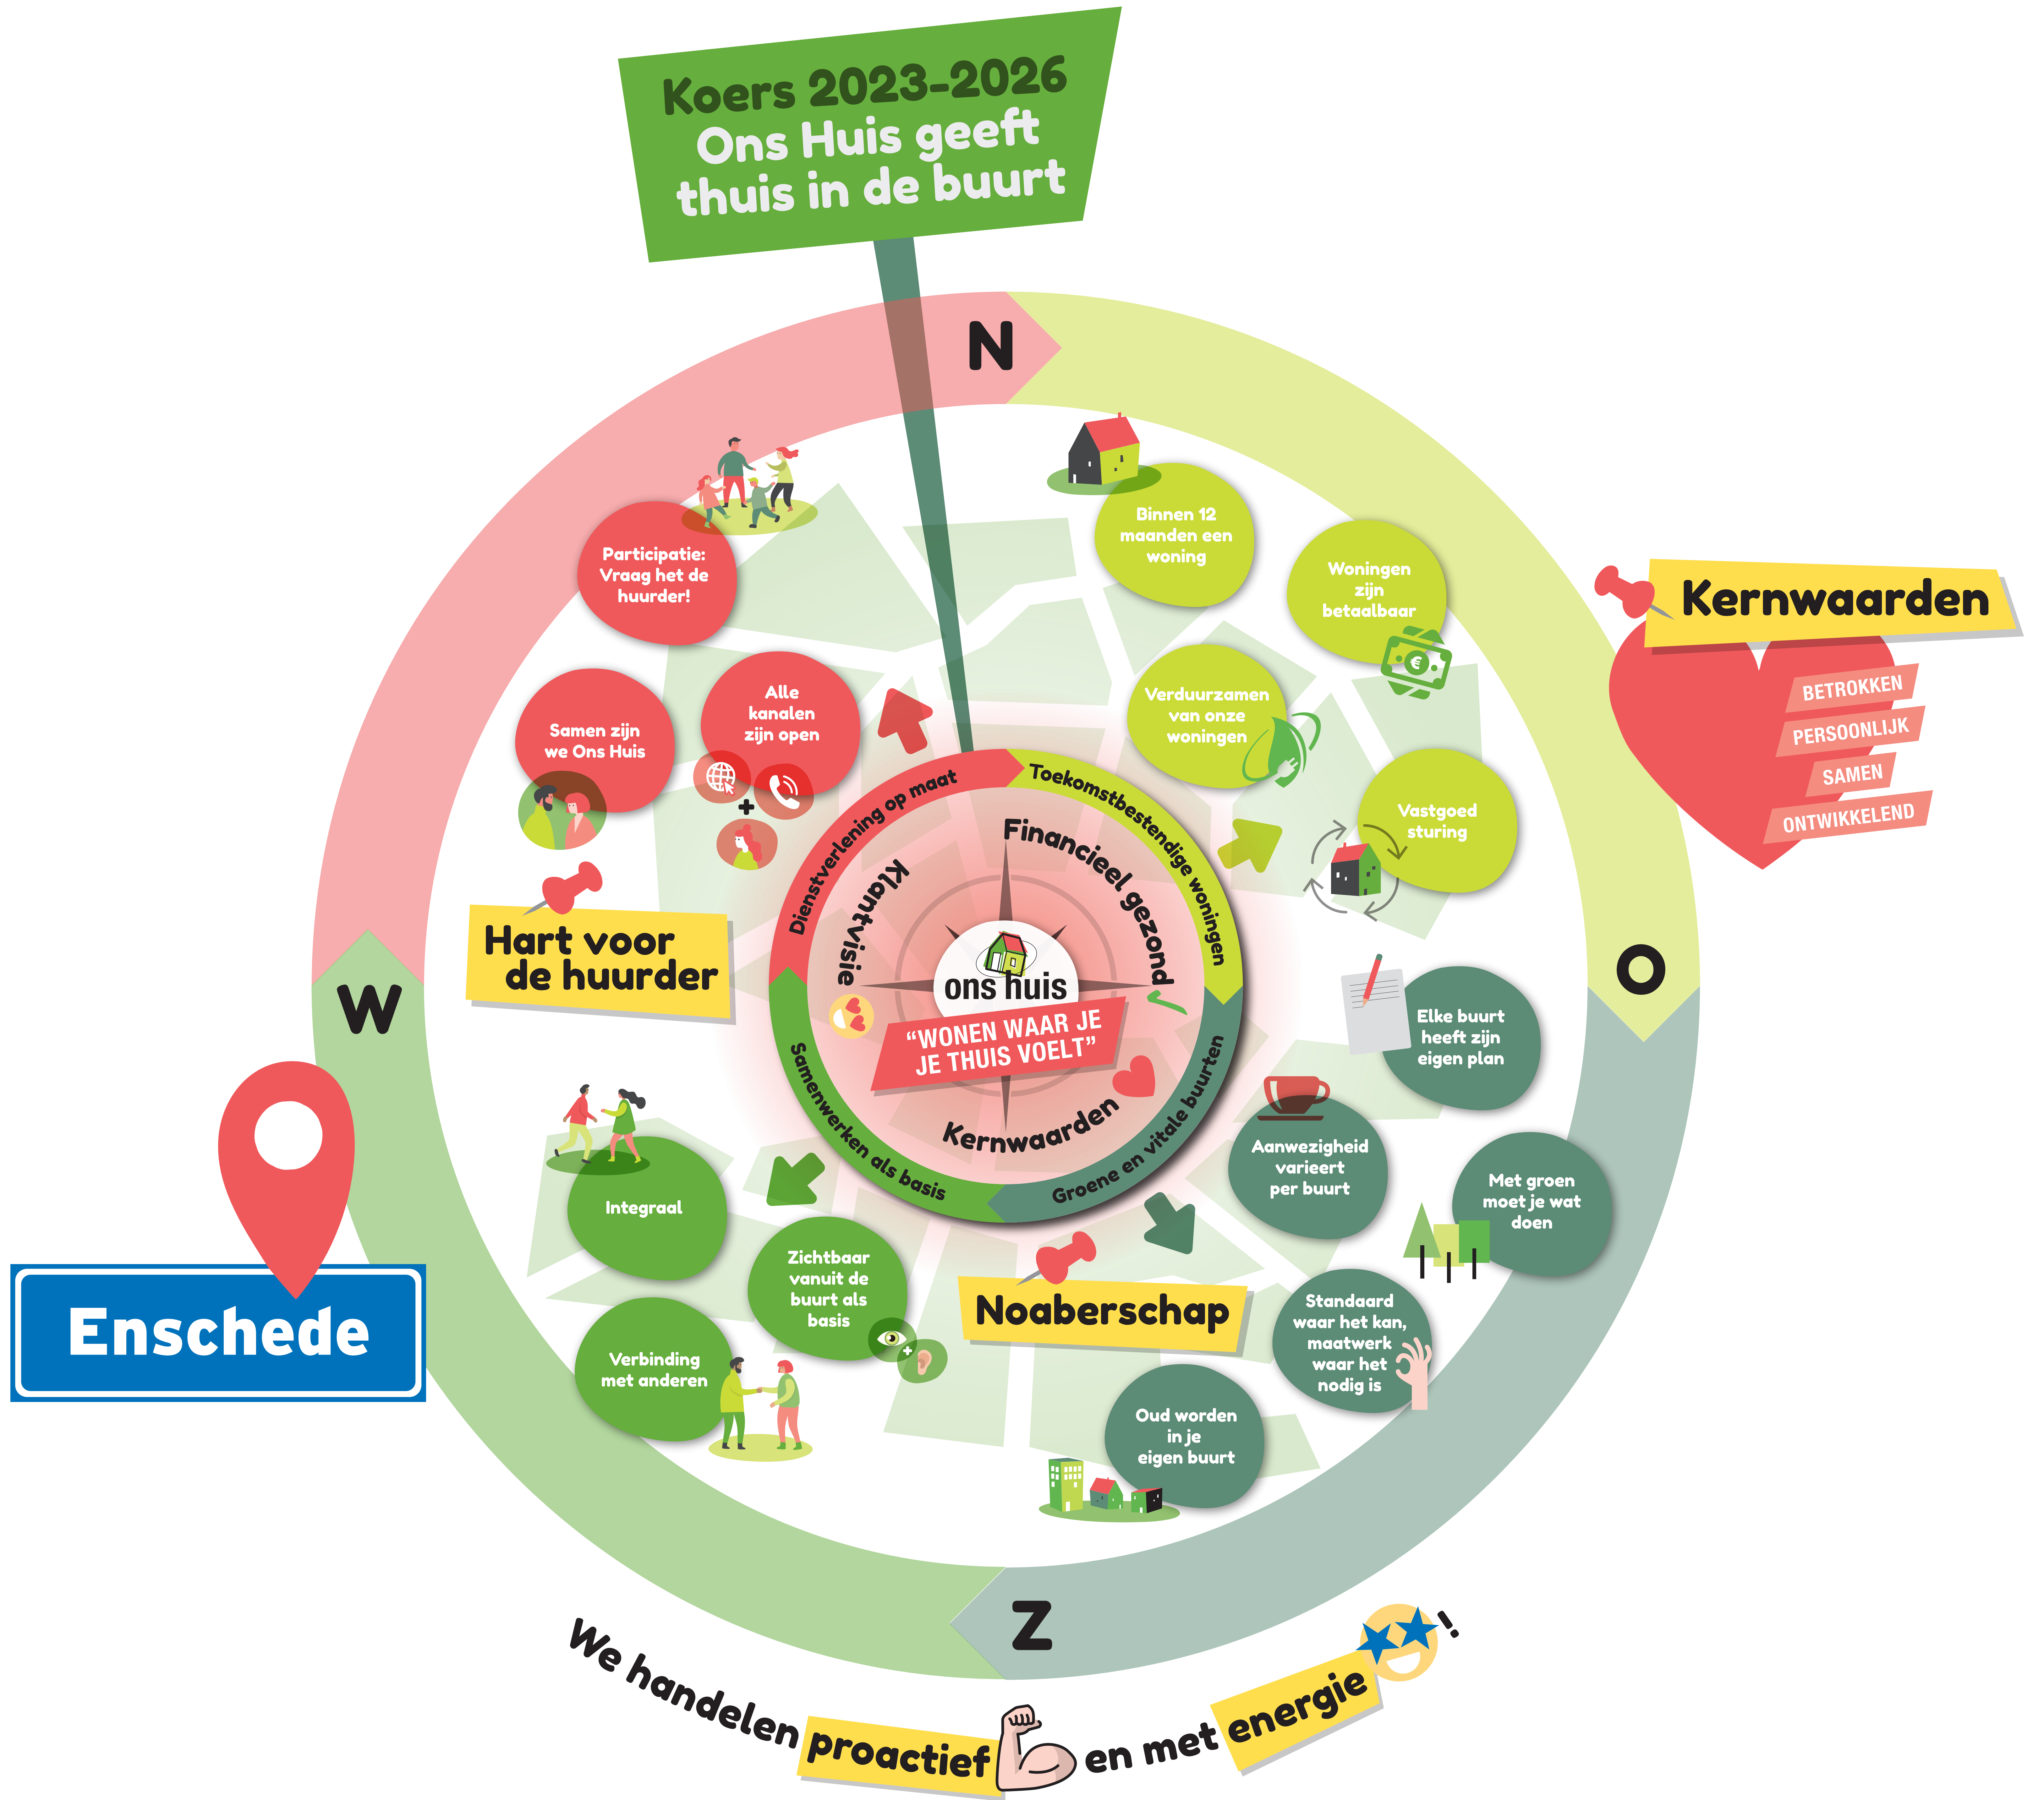 Koers 2023-2026
Ons Huis geeft
thuis in de buurt
N
Binnen 12
maanden een
woning
Woningen
zijn
betaalbaar
Verduurzamen
van onze
woningen
Vastgoed
sturing
Kernwaarden
BETROKKEN
PERSOONLIJK
SAMEN
ONTWIKKELEND
Participatie:
Vraag het de
huurder!
Samen zijn
we Ons Huis
Alle
kanalen
zijn open
+
Hart voor
de huurder
Dienstverlening op maat
Toekomstbestendige woningen
Groene en vitale buurten
Samenwerken als basis
Klantvisie
Financieel gezond
Kernwaarden
ons huis
“WONEN WAAR JE
JE THUIS VOELT”
W
O
Elke buurt
heeft zijn
eigen plan
Aanwezigheid
varieert
per buurt
Met groen
moet je wat
doen
Standaard
waar het kan,
maatwerk
waar het
nodig is
Oud worden
in je
eigen buurt
Noaberschap
Integraal
Zichtbaar
vanuit de
buurt als
basis
+
Verbinding
met anderen
Enschede
Z
We handelen proactief en met energie !
€